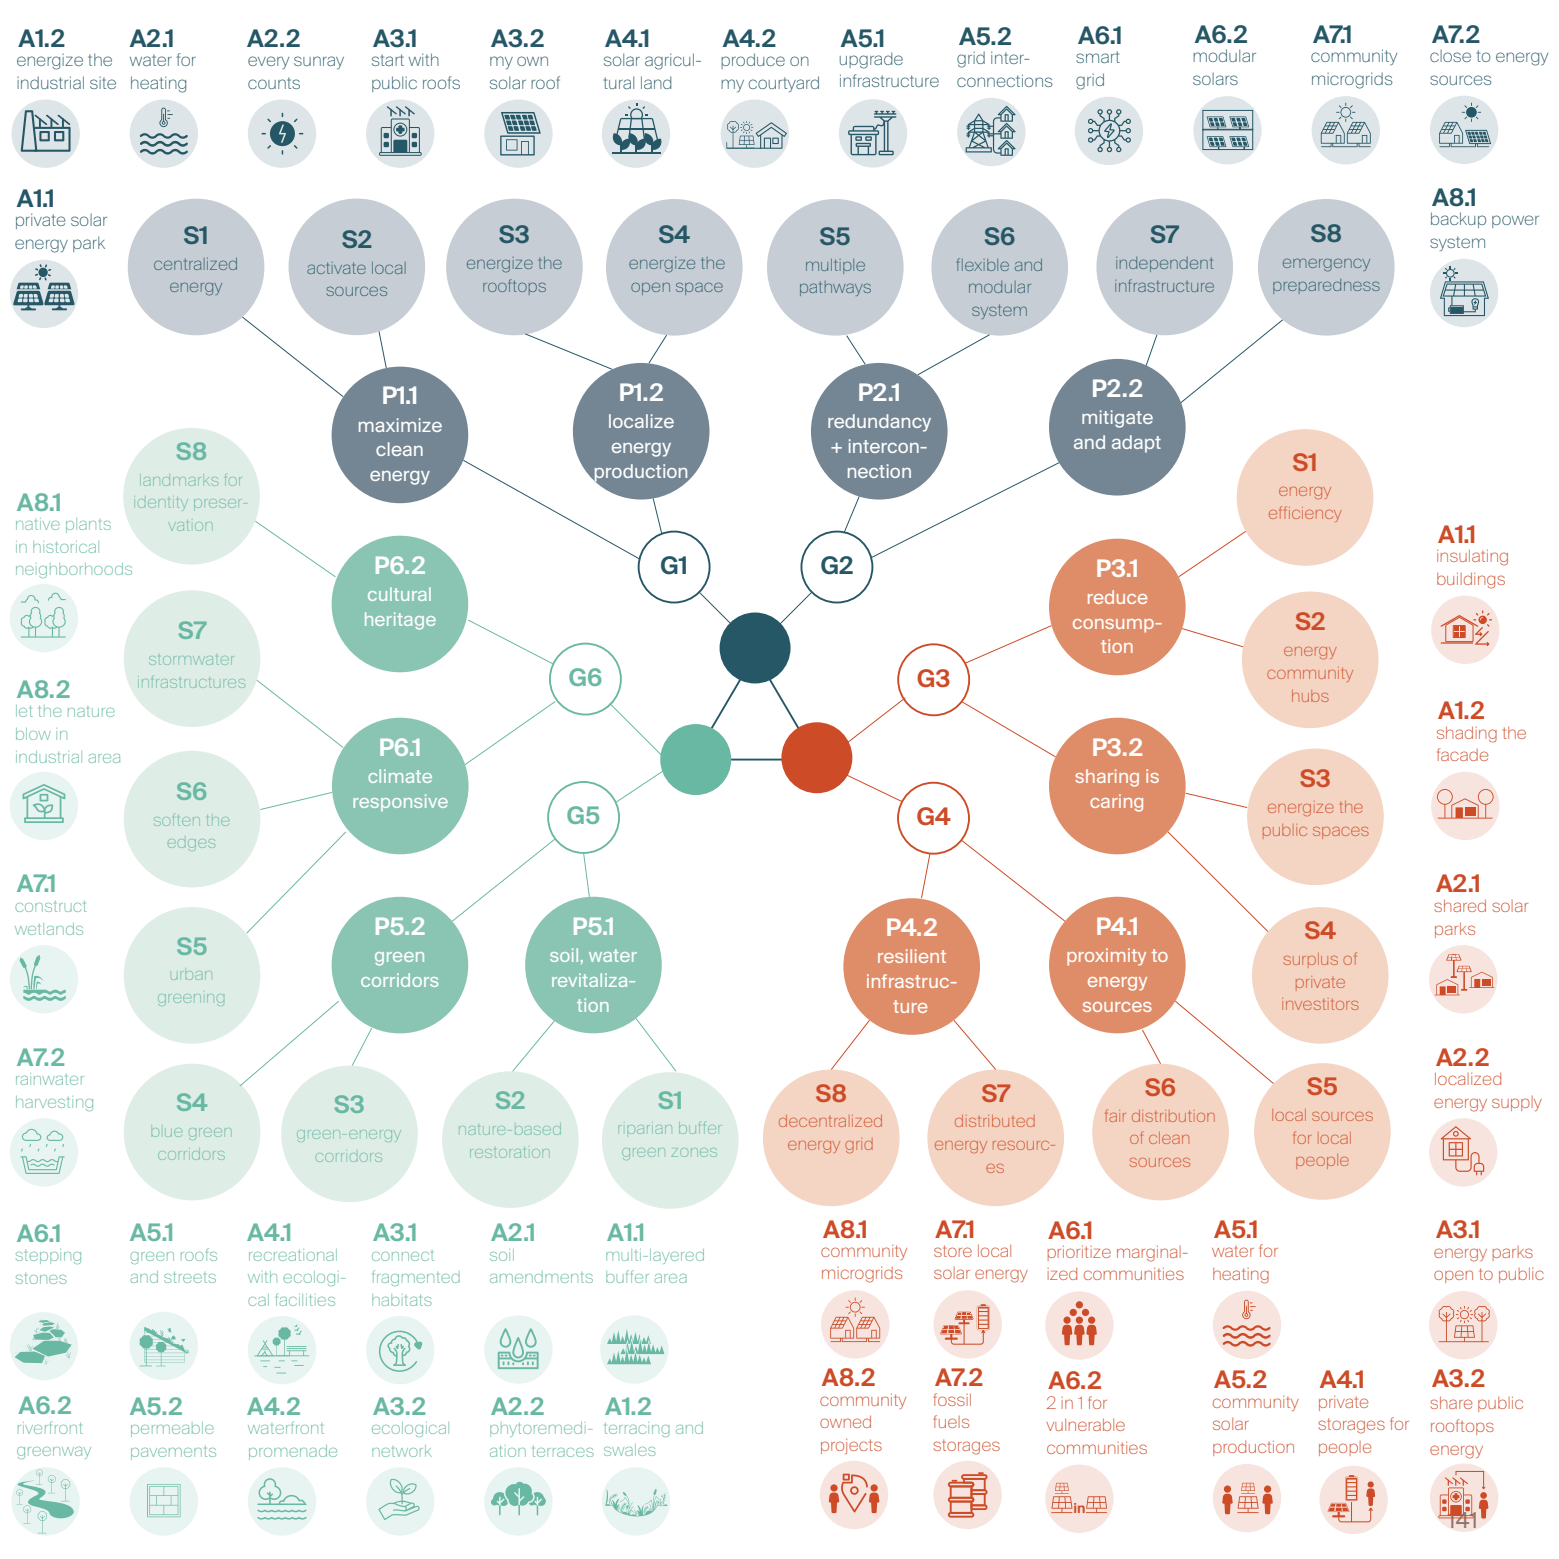 A1.2
energize the
industrial site
A2.1
water for
heating
A2.2
every sunray
counts
A3.1
start with
public roofs
A3.2
my own
solar roof
A4.1
solar agricul-
tural land
A4.2
produce on
my courtyard
A5.1
upgrade
infrastructure
A5.2
grid inter-
connections
A6.1
smart
grid
A6.2
modular
solars
A7.1
community
microgrids
A7.2
close to energy
sources
A1.1
private solar
energy park
S1
centralized
energy
S2
activate local
sources
S3
energize the
rooftops
S4
energize the
open space
S5
multiple
pathways
S6
flexible and
modular
system
S7
independent
infrastructure
S8
emergency
preparedness
A8.1
backup power
system
P1.1
maximize
clean
energy
P1.2
localize
energy
production
P2.1
redundancy
+ intercon-
nection
P2.2
mitigate
and adapt
G1
G2
S8
landmarks for
identity preser-
vation
A8.1
native plants
in historical
neighborhoods
P6.2
cultural
heritage
S7
stormwater
infrastructures
G6
A8.2
let the nature
blow in
industrial area
P6.1
climate
responsive
S6
soften the
edges
G5
A7.1
construct
wetlands
S5
urban
greening
P5.2
green
corridors
P5.1
soil, water
revitaliza-
tion
A7.2
rainwater
harvesting
S4
blue green
corridors
S3
green-energy
corridors
S2
nature-based
restoration
S1
riparian buffer
green zones
S1
energy
efficiency
A1.1
insulating
buildings
P3.1
reduce
consump-
tion
S2
energy
community
hubs
G3
A1.2
shading the
facade
P3.2
sharing is
caring
S3
energize the
public spaces
G4
A2.1
shared solar
parks
P4.2
resilient
infrastruc-
ture
P4.1
proximity to
energy
sources
S4
surplus of
private
investitors
A2.2
localized
energy supply
S8
decentralized
energy grid
S7
distributed
energy resourc-
es
S6
fair distribution
of clean
sources
S5
local sources
for local
people
A6.1
stepping
stones
A5.1
green roofs
and streets
A4.1
recreational
with ecologi-
cal facilities
A3.1
connect
fragmented
habitats
A2.1
soil
amendments
A1.1
multi-layered
buffer area
A8.1
community
microgrids
A7.1
store local
solar energy
A6.1
prioritize marginal-
ized communities
A5.1
water for
heating
A3.1
energy parks
open to public
A6.2
riverfront
greenway
A5.2
permeable
pavements
A4.2
waterfront
promenade
A3.2
ecological
network
A2.2
phytoremedi-
ation terraces
A1.2
terracing and
swales
A8.2
community
owned
projects
A7.2
fossil
fuels
storages
A6.2
2 in 1 for
vulnerable
communities
in
A5.2
community
solar
production
A4.1
private
storages for
people
A3.2
share public
rooftops
energy
141